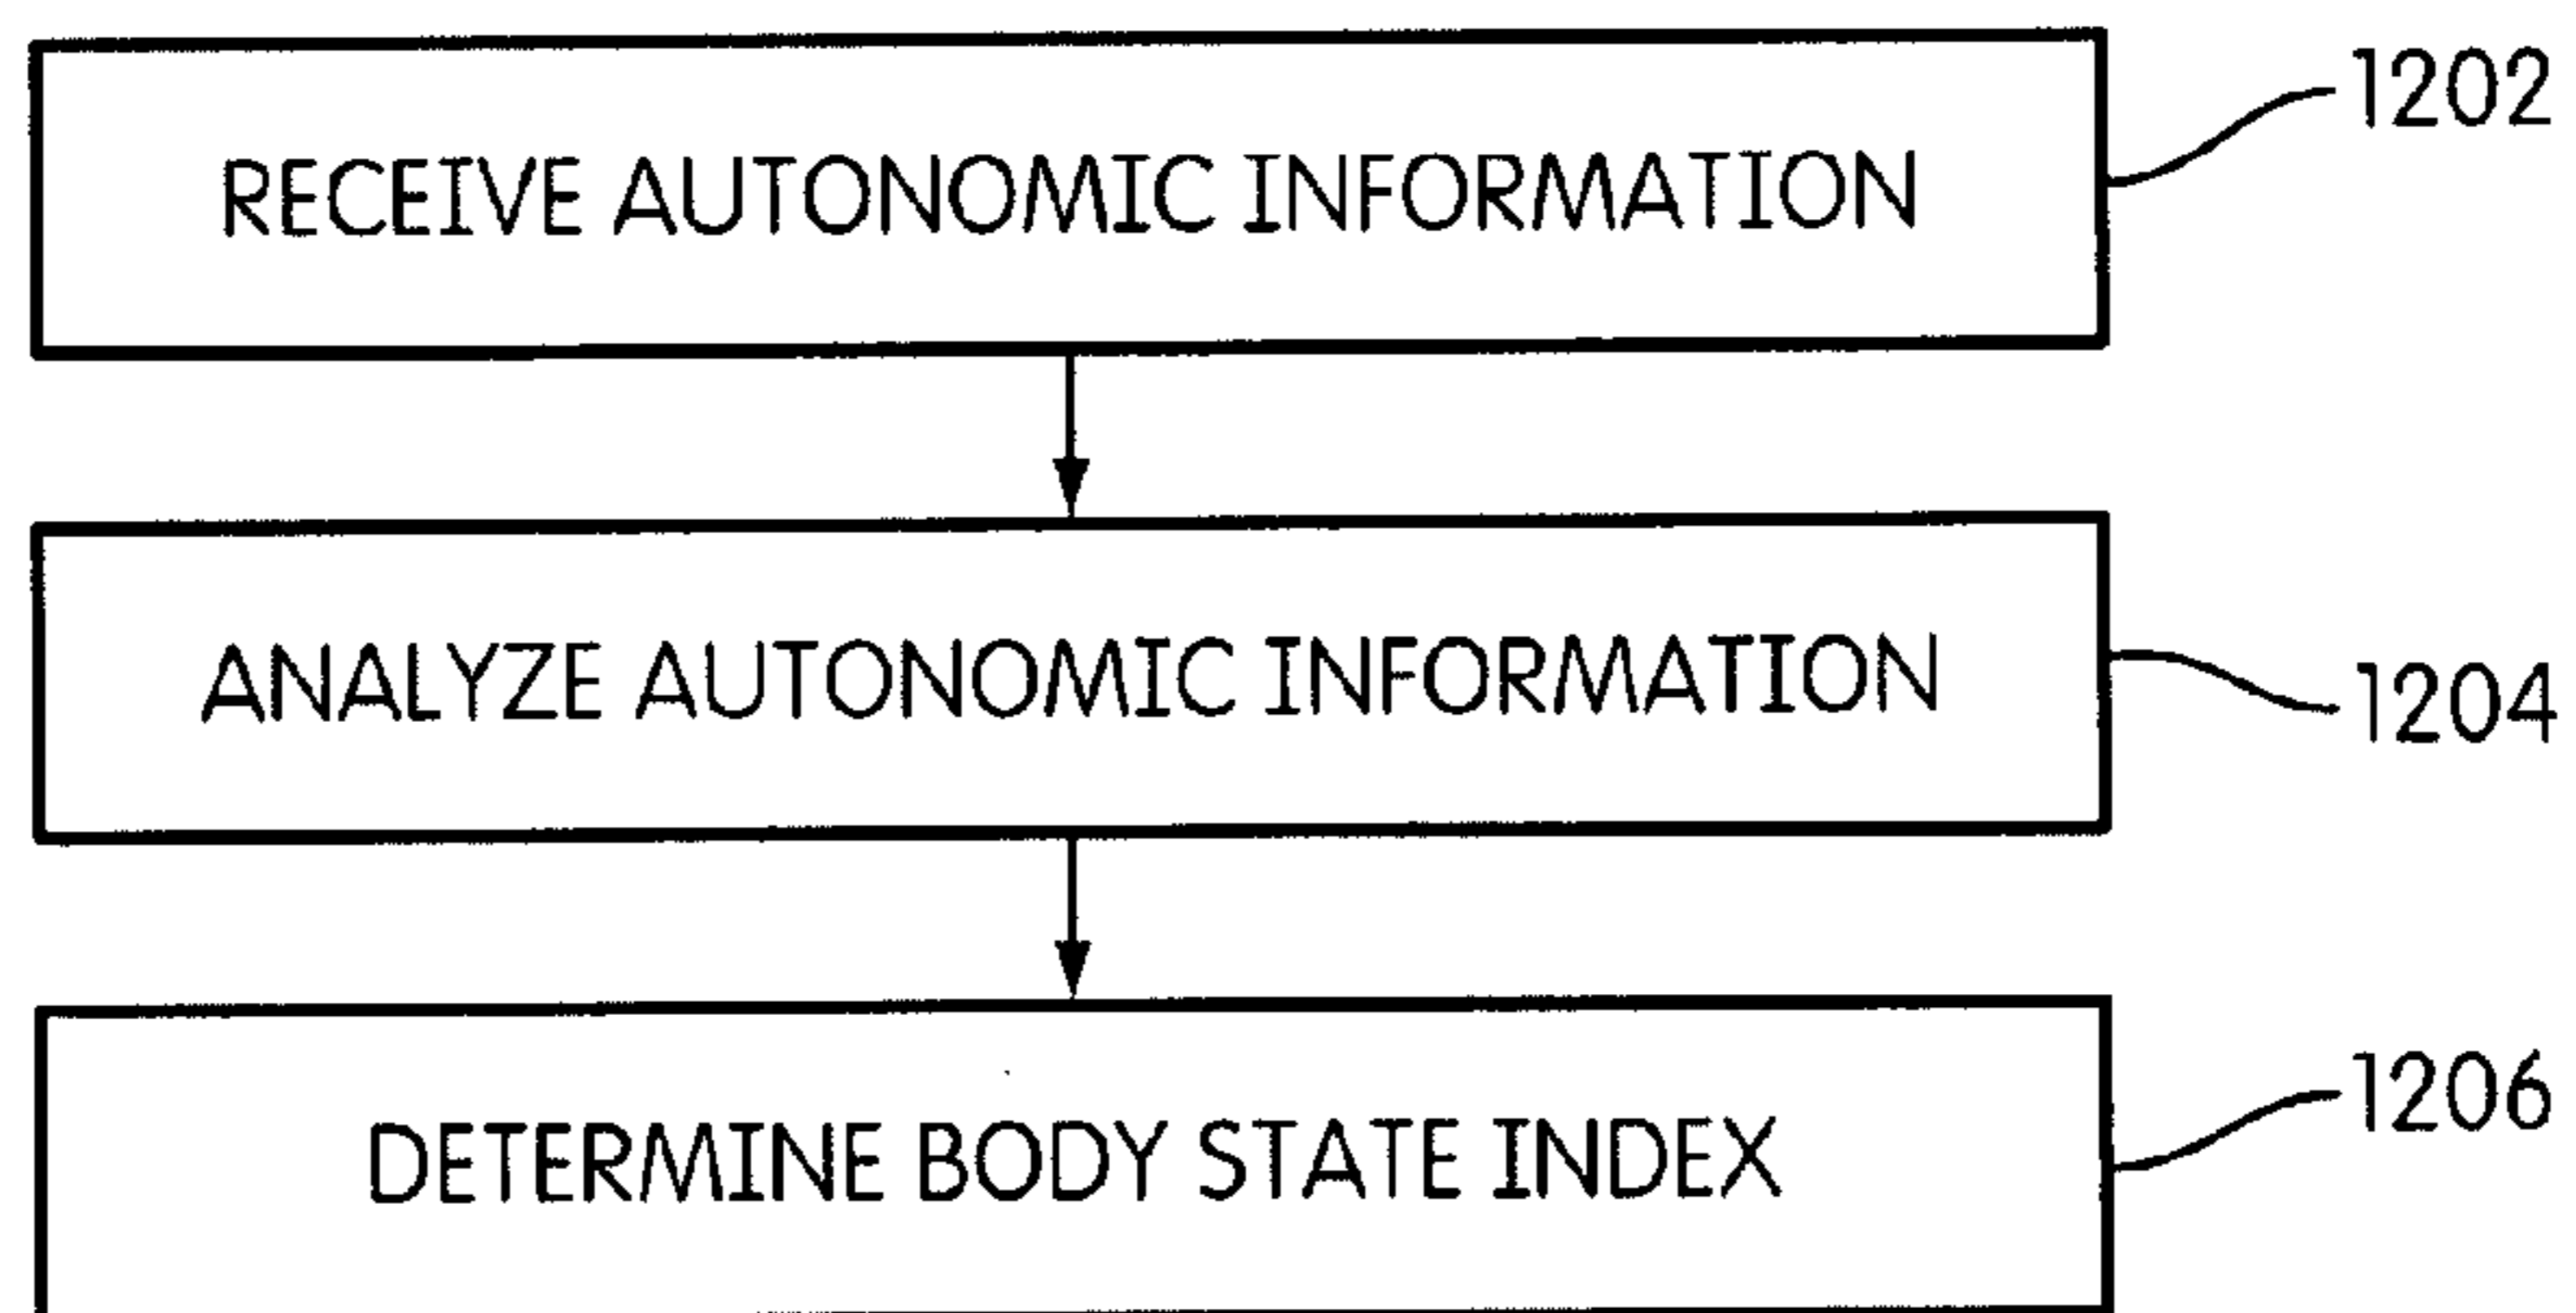 RECEIVE AUTONOMIC INFORMATION
1202
ANALYZE AUTONOMIC INFORMATION
1204
DETERMINE BODY STATE INDEX
1206